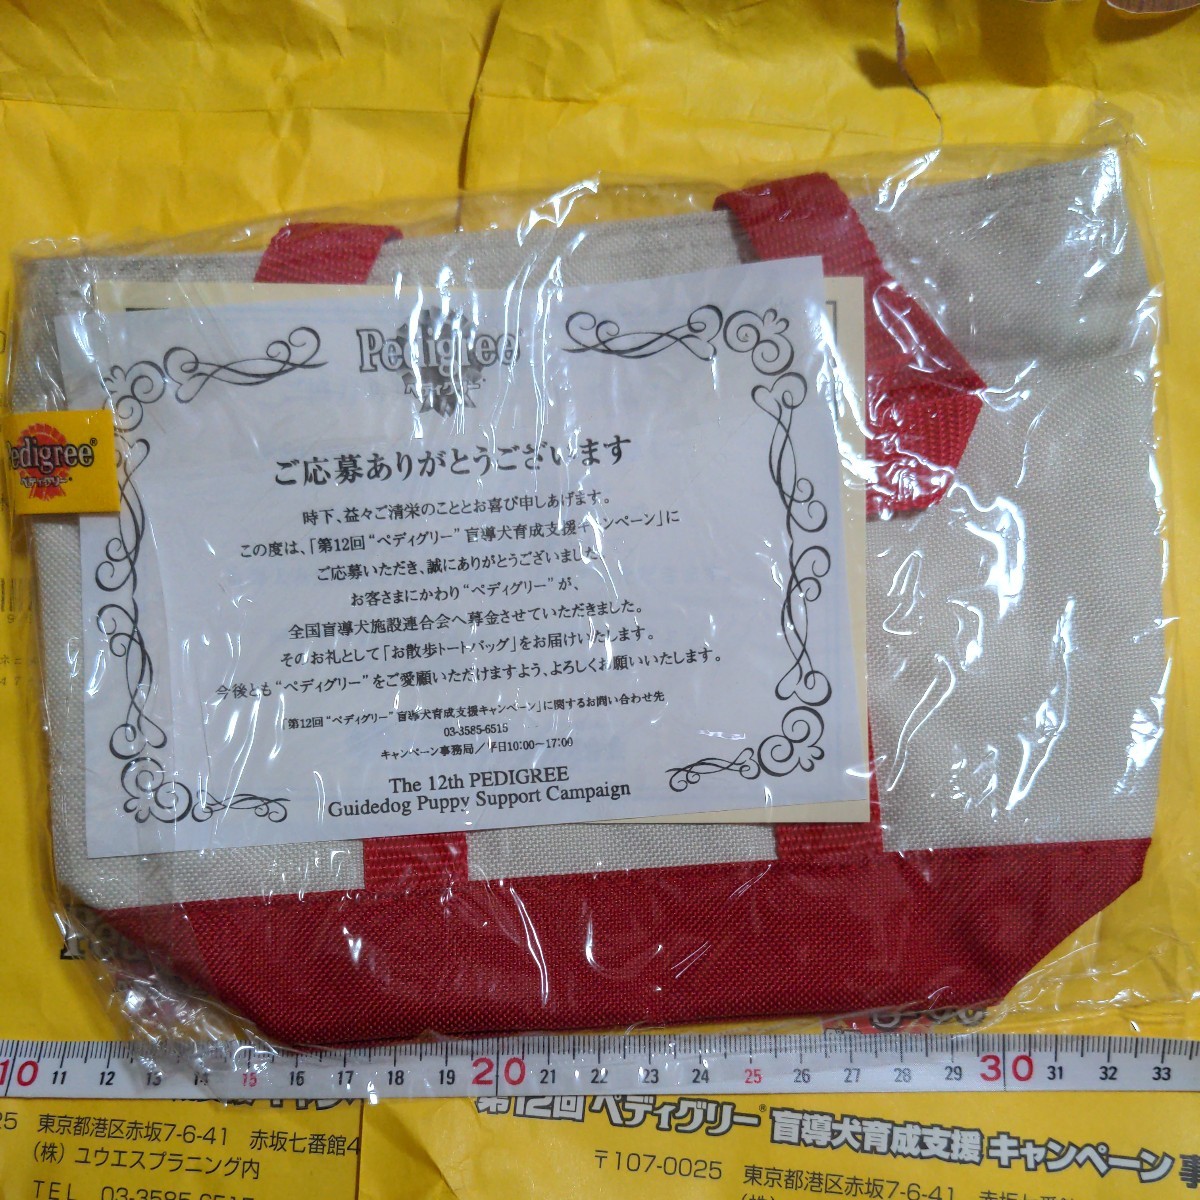 Pedigree
ペディグリー
edigree®
ペディグリー
ご応募ありがとうございます
時下、益々ご清栄のこととお喜び申しあげます。
この度は、「第12回“ペディグリー”盲導犬育成支援キャンペーン」に
ご応募いただき、誠にありがとうございました。
お客さまにかわり“ペディグリー”が、
全国盲導犬施設連合会へ募金させていただきました。
そのお礼として「お散歩トートバッグ」をお届けいたします。
今後とも“ペディグリー”をご愛願いただけますよう、よろしくお願いいたします。
「第12回“ペディグリー”盲導犬育成支援キャンペーン」に関するお問い合わせ先
03-3585-6515
キャンペーン事務局／平日10:00〜17:00
The 12th PEDIGREE
Guidedog Puppy Support Campaign
10 11 12 13 14 15 16 17 18 19 20 21 22 23 24 25 26 27 28 29 30 31 32 33
25 東京都港区赤坂7-6-41 赤坂七番館4
(株) ユウエスプラニング内
TEL 03-3585-6515
第12回 ペディグリー® 盲導犬育成支援 キャンペーン事
〒107-0025 東京都港区赤坂7-6-41